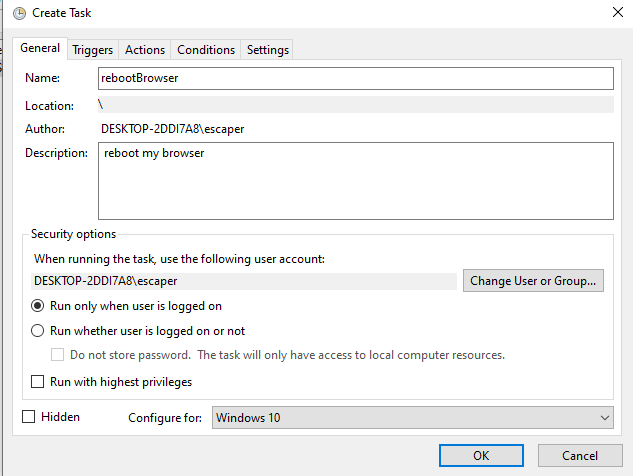 Create Task
General Triggers Actions Conditions Settings
Name: rebootBrowser
Location: \
Author: DESKTOP-2DDI7A8\escaper
Description: reboot my browser
Security options
When running the task, use the following user account:
DESKTOP-2DDI7A8\escaper Change User or Group...
Run only when user is logged on
Run whether user is logged on or not
Do not store password. The task will only have access to local computer resources.
Run with highest privileges
Hidden Configure for: Windows 10
OK Cancel